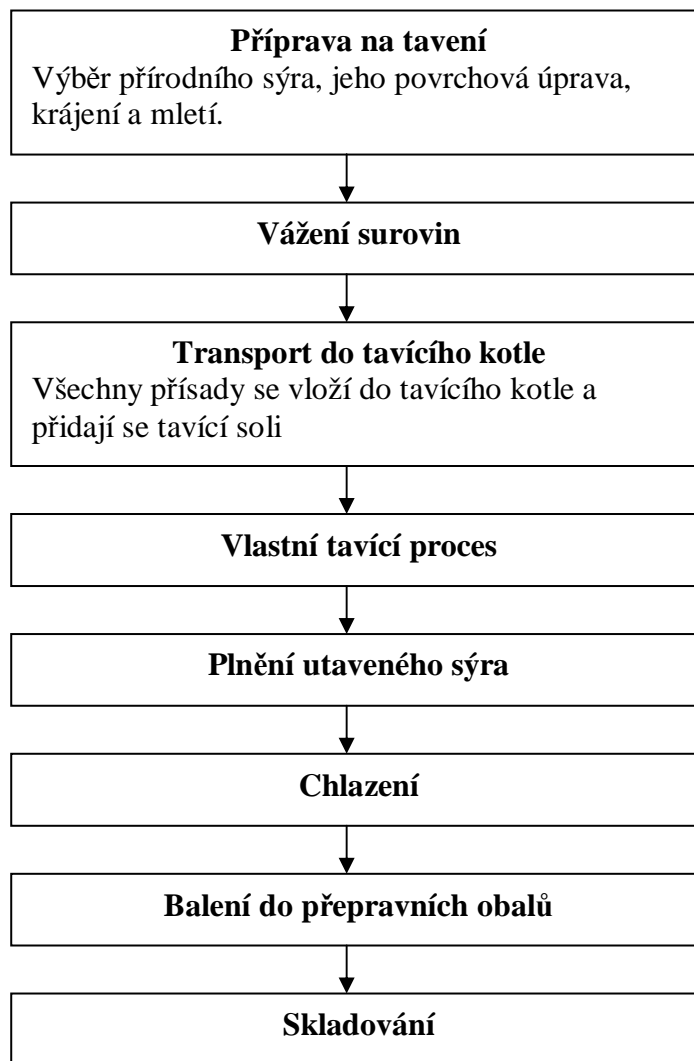 Příprava na tavení
Výběr přírodního sýra, jeho povrchová úprava,
krájení a mletí.
Vážení surovin
Transport do tavícího kotle
Všechny přísady se vloží do tavícího kotle a
přidají se tavící soli
Vlastní tavící proces
Plnění utaveného sýra
Chlazení
Balení do přepravních obalů
Skladování